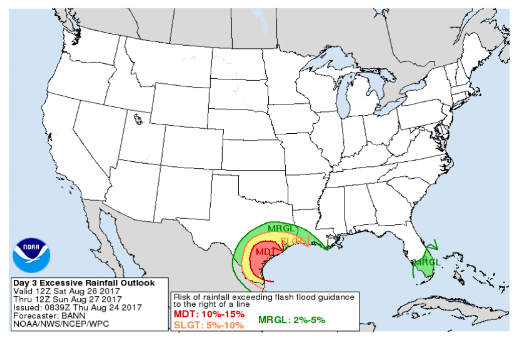 MRGL
SLGT
MDT
MRGL
NOAA
Day 3 Excessive Rainfall Outlook
Valid 12Z Sat Aug 26 2017
Thru 12Z Sun Aug 27 2017
Issued: 0839Z Thu Aug 24 2017
Forecaster: BANN
NOAA/NWS/NCEP/WPC
Risk of rainfall exceeding flash flood guidance
to the right of a line
MDT: 10%-15%
SLGT: 5%-10%
MRGL: 2%-5%